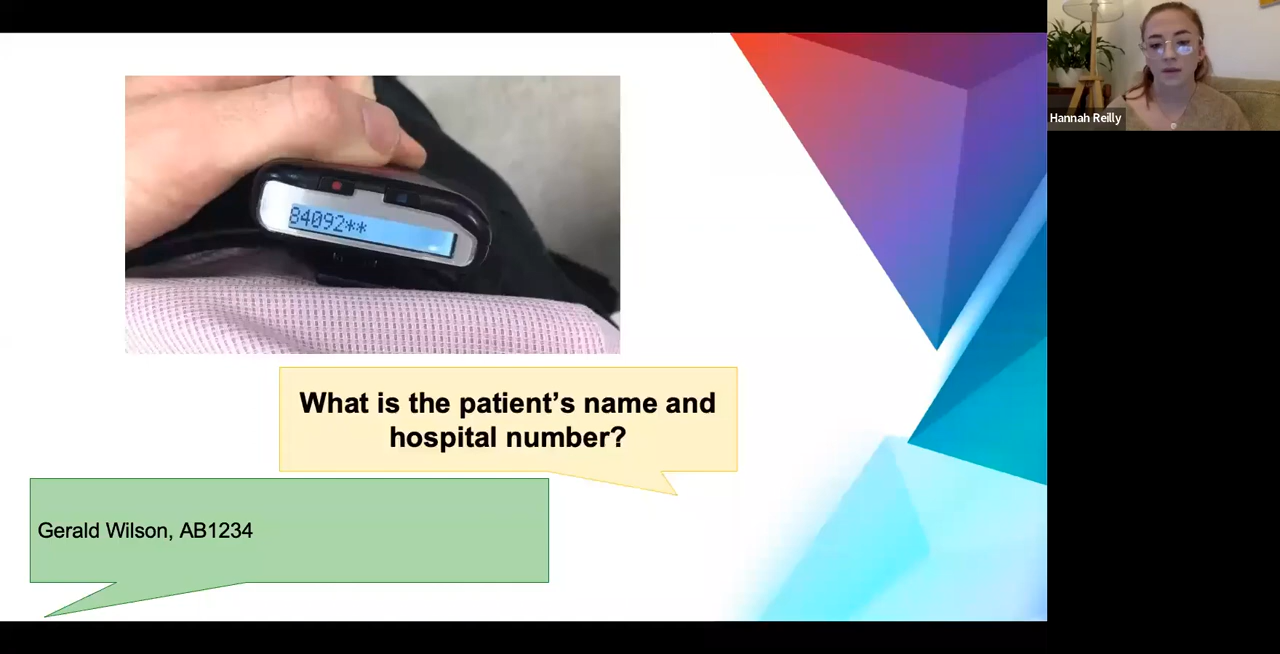 84092**
Hannah Reilly
What is the patient’s name and
hospital number?
Gerald Wilson, AB1234